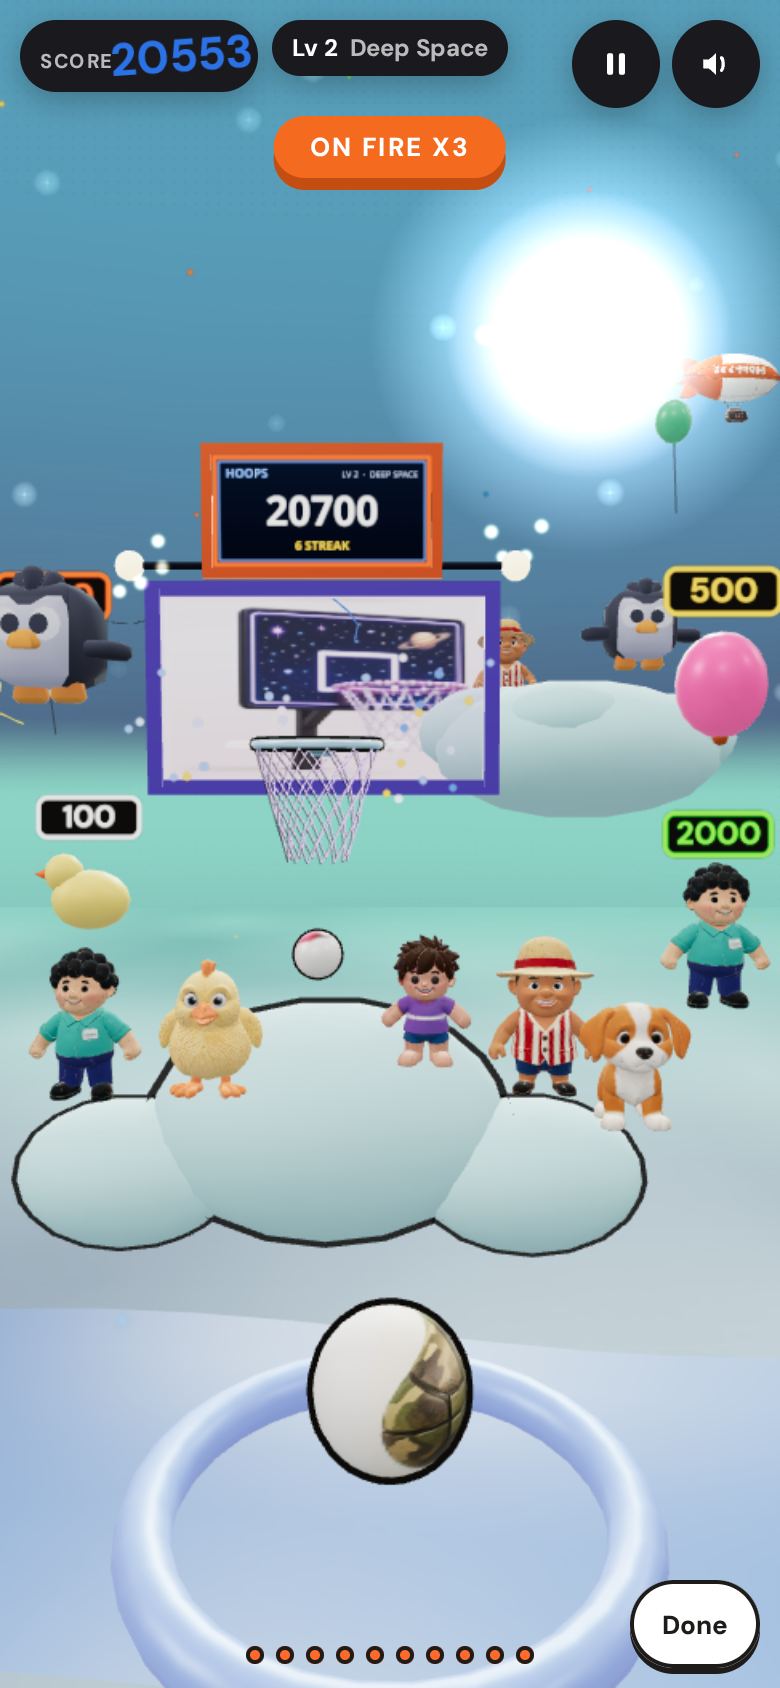 SCORE 20553
Lv 2 Deep Space
ON FIRE X3
HOOPS
LV 2 · DEEP SPACE
20700
6 STREAK
500
100
2000
Done